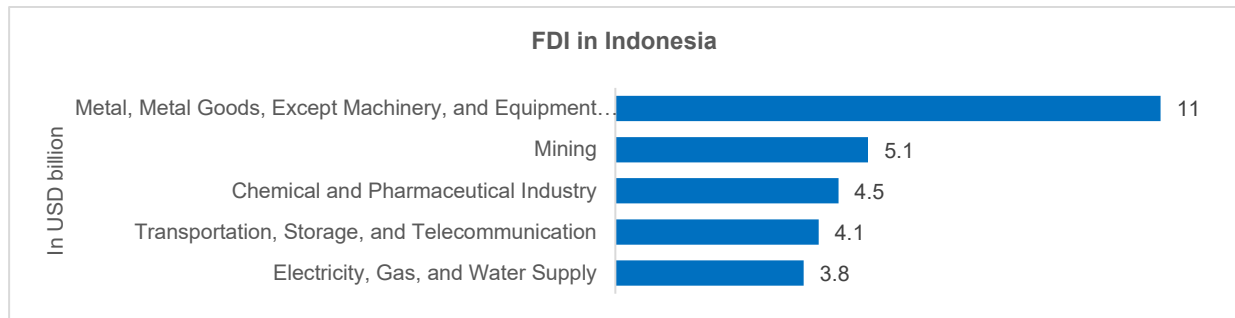 FDI in Indonesia
In USD billion
Metal, Metal Goods, Except Machinery, and Equipment… 11
Mining 5.1
Chemical and Pharmaceutical Industry 4.5
Transportation, Storage, and Telecommunication 4.1
Electricity, Gas, and Water Supply 3.8